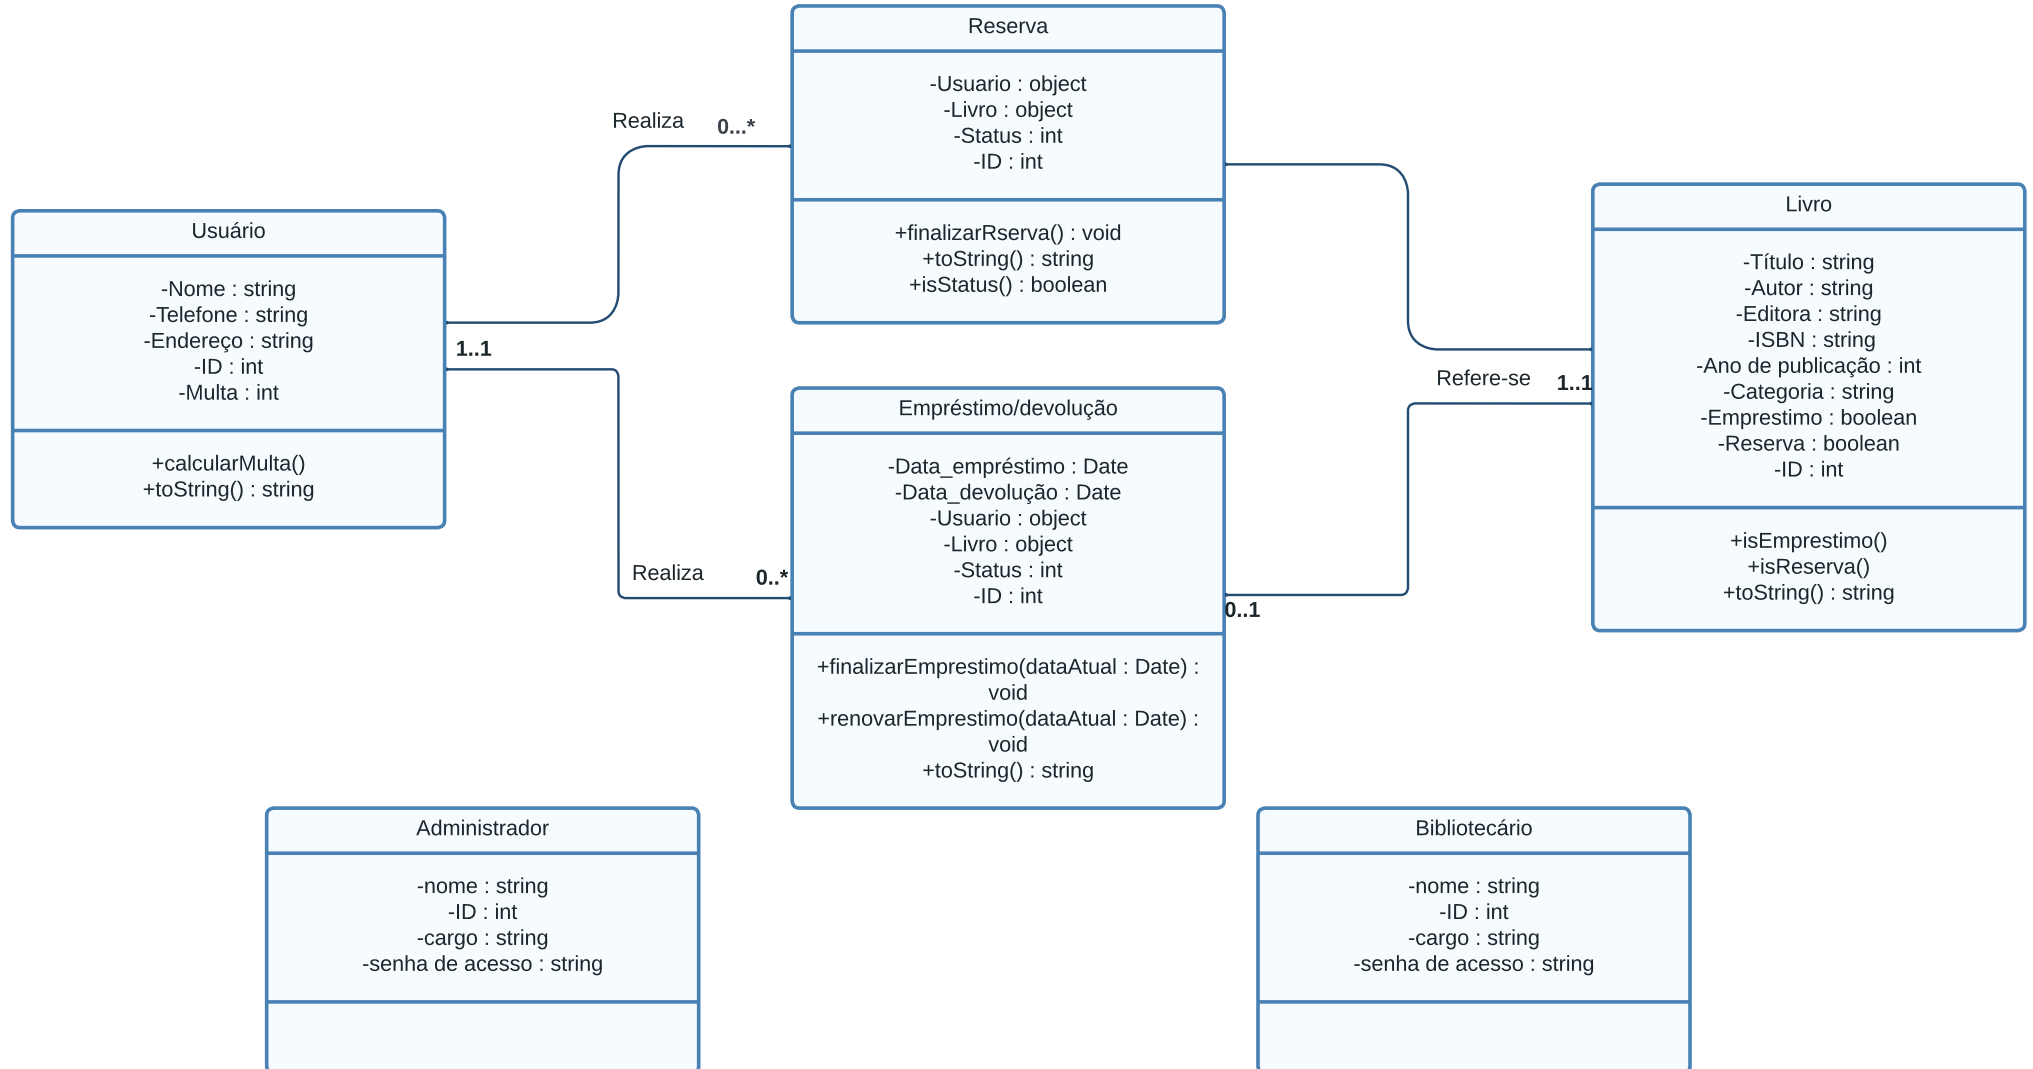 Reserva
-Usuario : object
-Livro : object
-Status : int
-ID : int
+finalizarRserva() : void
+toString() : string
+isStatus() : boolean
Realiza
0...*
Usuário
-Nome : string
-Telefone : string
-Endereço : string
-ID : int
-Multa : int
+calcularMulta()
+toString() : string
1..1
Livro
-Título : string
-Autor : string
-Editora : string
-ISBN : string
-Ano de publicação : int
-Categoria : string
-Emprestimo : boolean
-Reserva : boolean
-ID : int
+isEmprestimo()
+isReserva()
+toString() : string
Refere-se
1..1
Empréstimo/devolução
-Data_empréstimo : Date
-Data_devolução : Date
-Usuario : object
-Livro : object
-Status : int
-ID : int
+finalizarEmprestimo(dataAtual : Date) :
void
+renovarEmprestimo(dataAtual : Date) :
void
+toString() : string
Realiza
0..*
0..1
Administrador
-nome : string
-ID : int
-cargo : string
-senha de acesso : string
Bibliotecário
-nome : string
-ID : int
-cargo : string
-senha de acesso : string